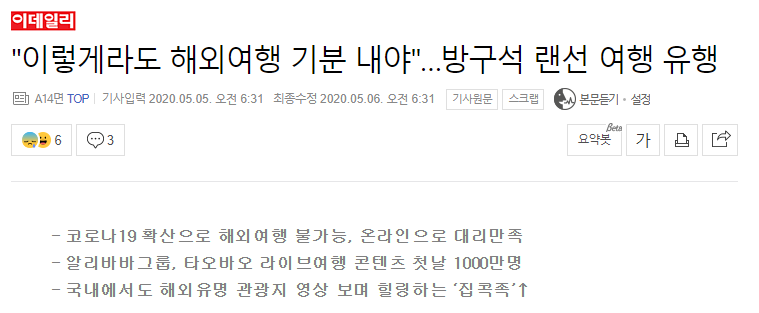 이데일리
"이렇게라도 해외여행 기분 내야"...방구석 랜선 여행 유행
A14면 TOP 기사입력 2020.05.05. 오전 6:31 최종수정 2020.05.06. 오전 6:31 기사원문 스크랩 본문듣기 • 설정
6 3 요약봇 Beta 가
- 코로나19 확산으로 해외여행 불가능, 온라인으로 대리만족
- 알리바바그룹, 타오바오 라이브여행 콘텐츠 첫날 1000만명
- 국내에서도 해외유명 관광지 영상 보며 힐링하는 '집콕족'↑